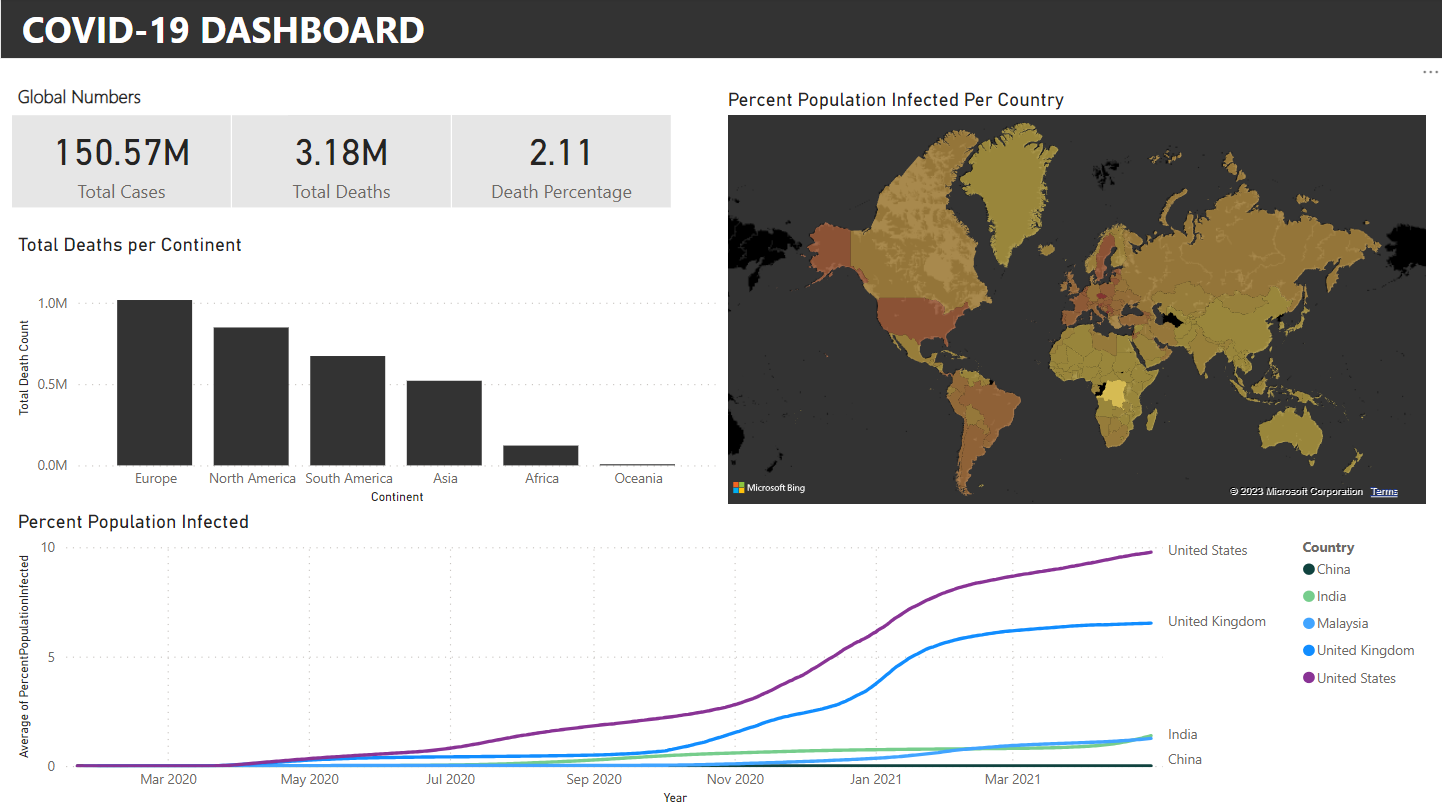 COVID-19 DASHBOARD
...
Global Numbers
150.57M
Total Cases
3.18M
Total Deaths
2.11
Death Percentage
Percent Population Infected Per Country
Microsoft Bing
© 2023 Microsoft Corporation Terms
Total Deaths per Continent
Total Death Count
1.0M
0.5M
0.0M
Europe
North America
South America
Asia
Africa
Oceania
Continent
Percent Population Infected
Average of PercentPopulationInfected
10
5
0
Mar 2020
May 2020
Jul 2020
Sep 2020
Nov 2020
Jan 2021
Mar 2021
Year
United States
United Kingdom
India
China
Country
China
India
Malaysia
United Kingdom
United States